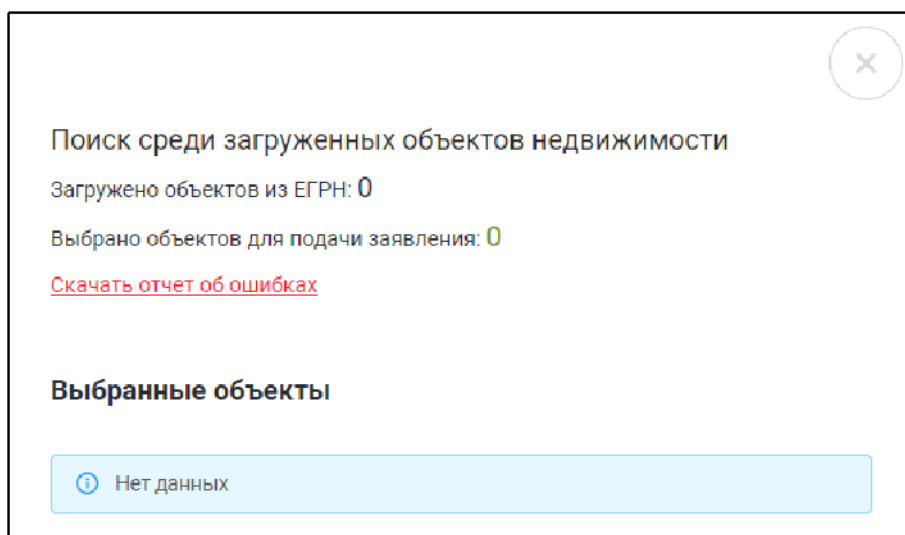 Поиск среди загруженных объектов недвижимости
Загружено объектов из ЕГРН: 0
Выбрано объектов для подачи заявления: 0
Скачать отчет об ошибках
Выбранные объекты
Нет данных